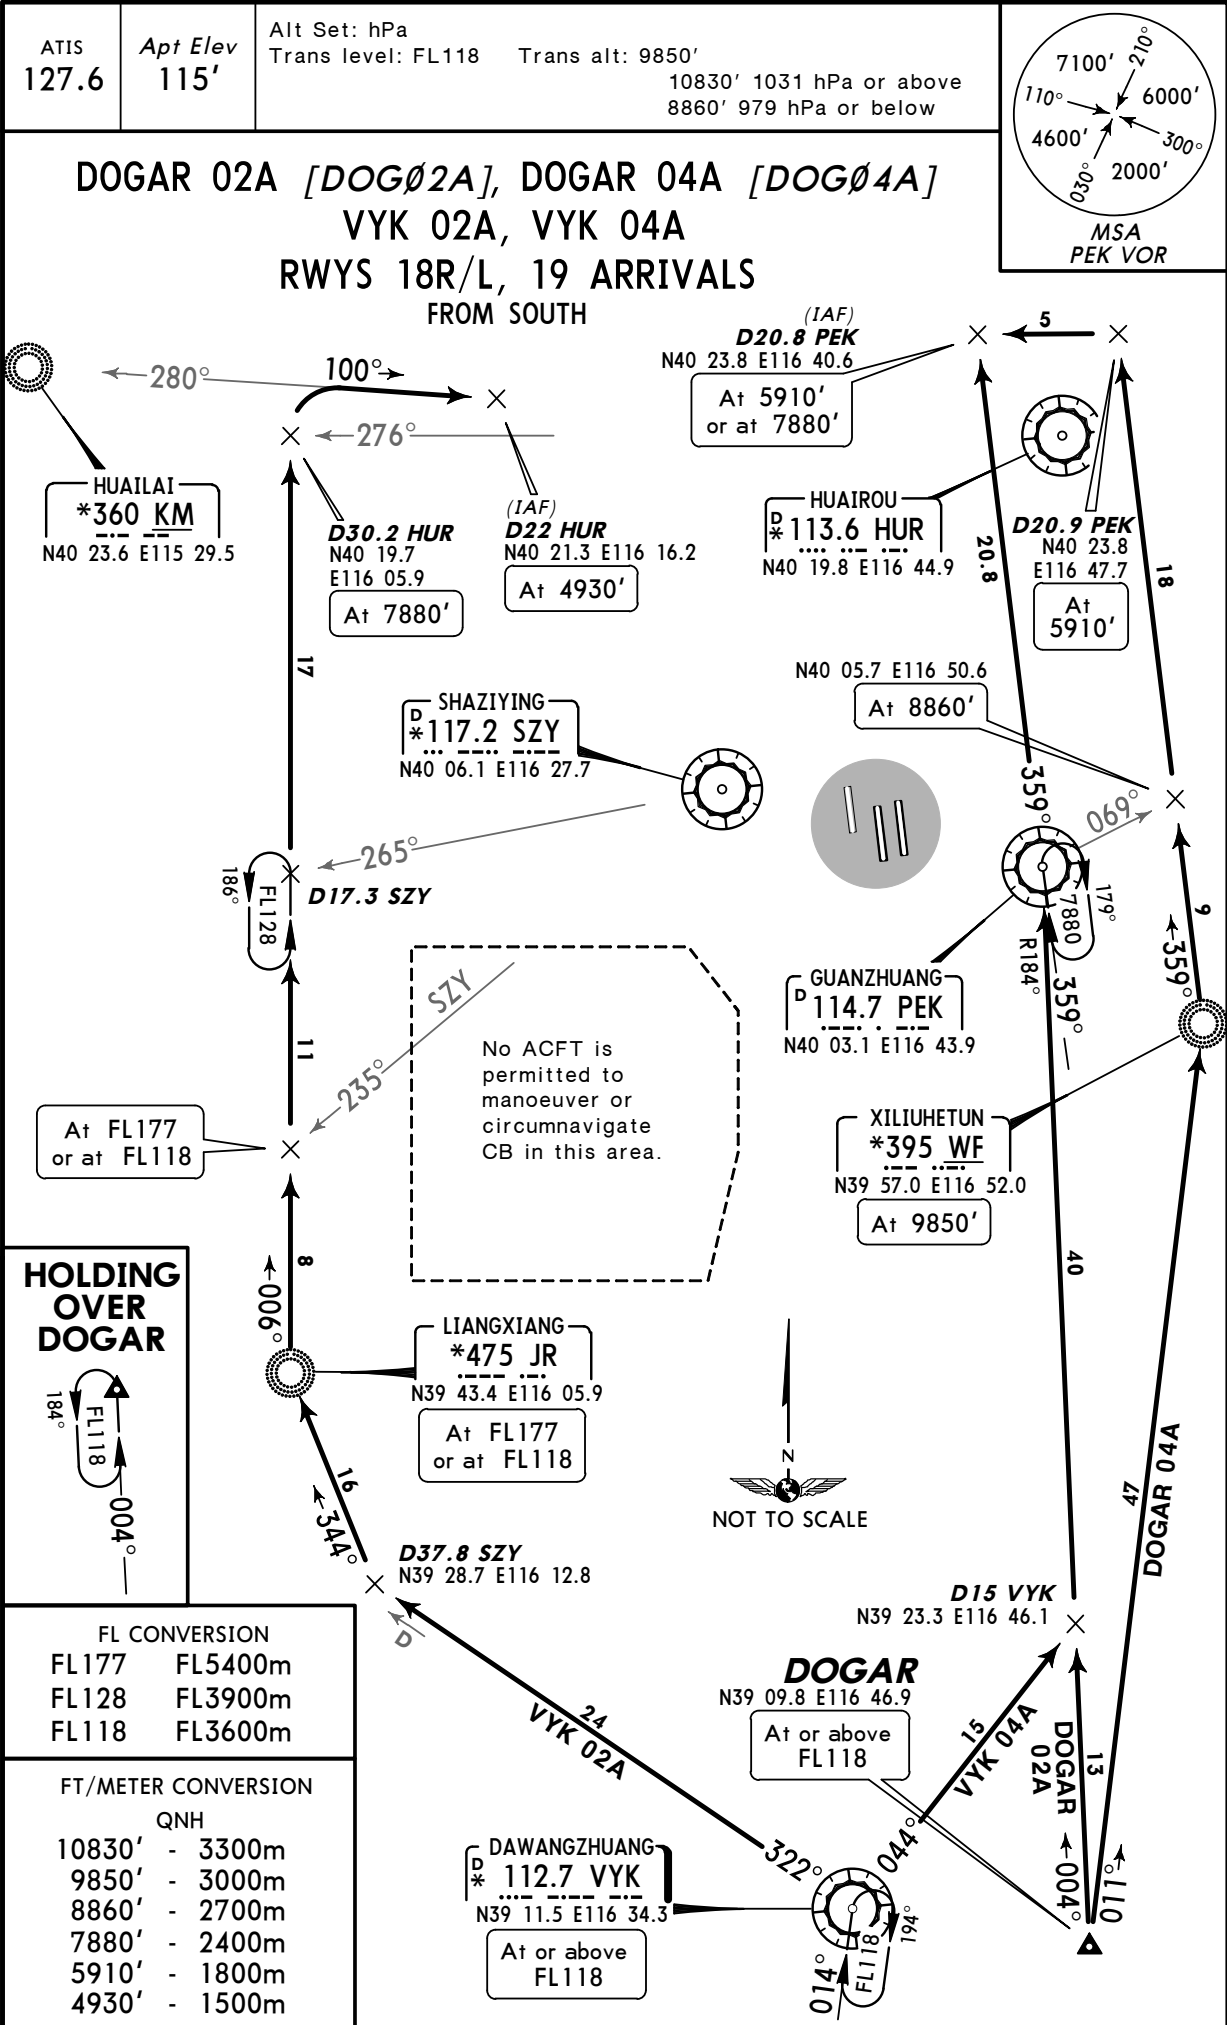 ATIS
127.6
Apt Elev
115'
Alt Set: hPa
Trans level: FL118 Trans alt: 9850'
10830' 1031 hPa or above
8860' 979 hPa or below
7100'
210°
110°
6000'
4600'
300°
030°
2000'
MSA
PEK VOR
DOGAR 02A [DOGØ2A], DOGAR 04A [DOGØ4A]
VYK 02A, VYK 04A
RWYS 18R/L, 19 ARRIVALS
FROM SOUTH
(IAF)
D20.8 PEK
N40 23.8 E116 40.6
At 5910'
or at 7880'
5
280°
100°
276°
HUAILAI
*360 KM
N40 23.6 E115 29.5
D30.2 HUR
N40 19.7
E116 05.9
At 7880'
(IAF)
D22 HUR
N40 21.3 E116 16.2
At 4930'
HUAIROU
D
* 113.6 HUR
N40 19.8 E116 44.9
20.8
D20.9 PEK
N40 23.8
E116 47.7
At
5910'
18
17
N40 05.7 E116 50.6
At 8860'
SHAZIYING
D
* 117.2 SZY
N40 06.1 E116 27.7
359°
069°
265°
186°
FL128
D17.3 SZY
7880
179°
R184°
359°
9
359°
GUANZHUANG
D 114.7 PEK
N40 03.1 E116 43.9
SZY
235°
11
No ACFT is
permitted to
manoeuver or
circumnavigate
CB in this area.
At FL177
or at FL118
XILIUHETUN
*395 WF
N39 57.0 E116 52.0
At 9850'
8
006°
40
HOLDING
OVER
DOGAR
184°
FL118
004°
LIANGXIANG
*475 JR
N39 43.4 E116 05.9
At FL177
or at FL118
16
344°
N
NOT TO SCALE
47
DOGAR 04A
D37.8 SZY
N39 28.7 E116 12.8
D
D15 VYK
N39 23.3 E116 46.1
FL CONVERSION
FL177 FL5400m
FL128 FL3900m
FL118 FL3600m
DOGAR
N39 09.8 E116 46.9
At or above
FL118
24
VYK 02A
15
VYK 04A
13
DOGAR
02A
FT/METER CONVERSION
QNH
10830' - 3300m
9850' - 3000m
8860' - 2700m
7880' - 2400m
5910' - 1800m
4930' - 1500m
DAWANGZHUANG
D
* 112.7 VYK
N39 11.5 E116 34.3
At or above
FL118
322°
044°
004°
011°
014°
FL118
194°